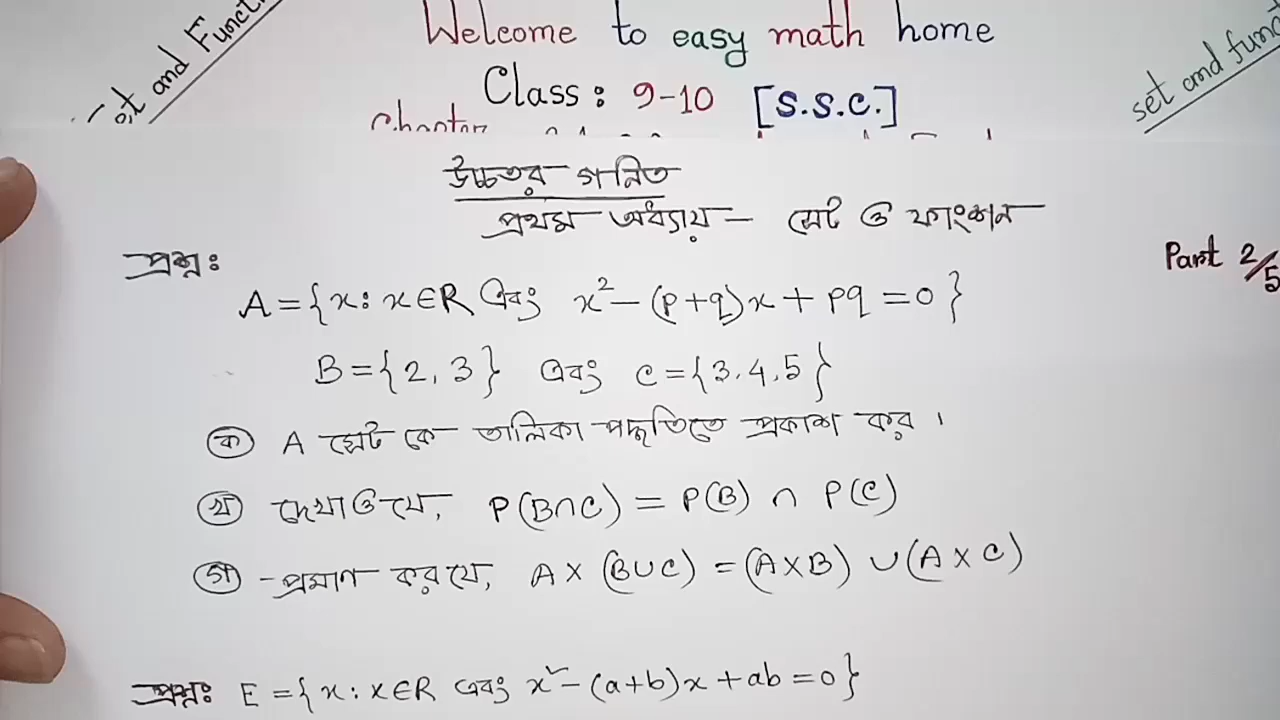 Welcome to easy math home
Class: 9-10 [S.S.C.]
set and Functi
set and func
chapter
উচ্চতর গনিত
প্রথম অধ্যায় - সেট ও ফাংশান
Part 2/5
প্রশ্নঃ
A = {x: x∈R এবং x² - (p+q)x + pq = 0}
B = {2, 3} এবং C = {3, 4, 5}
ক A সেট কে তালিকা পদ্ধতিতে প্রকাশ কর।
খ দেখাও যে, P(B∩C) = P(B) ∩ P(C)
গ -প্রমাণ কর যে, A × (B∪C) = (A×B) ∪ (A × C)
প্রশ্নঃ E = {x: x∈R এবং x² - (a+b)x + ab = 0}